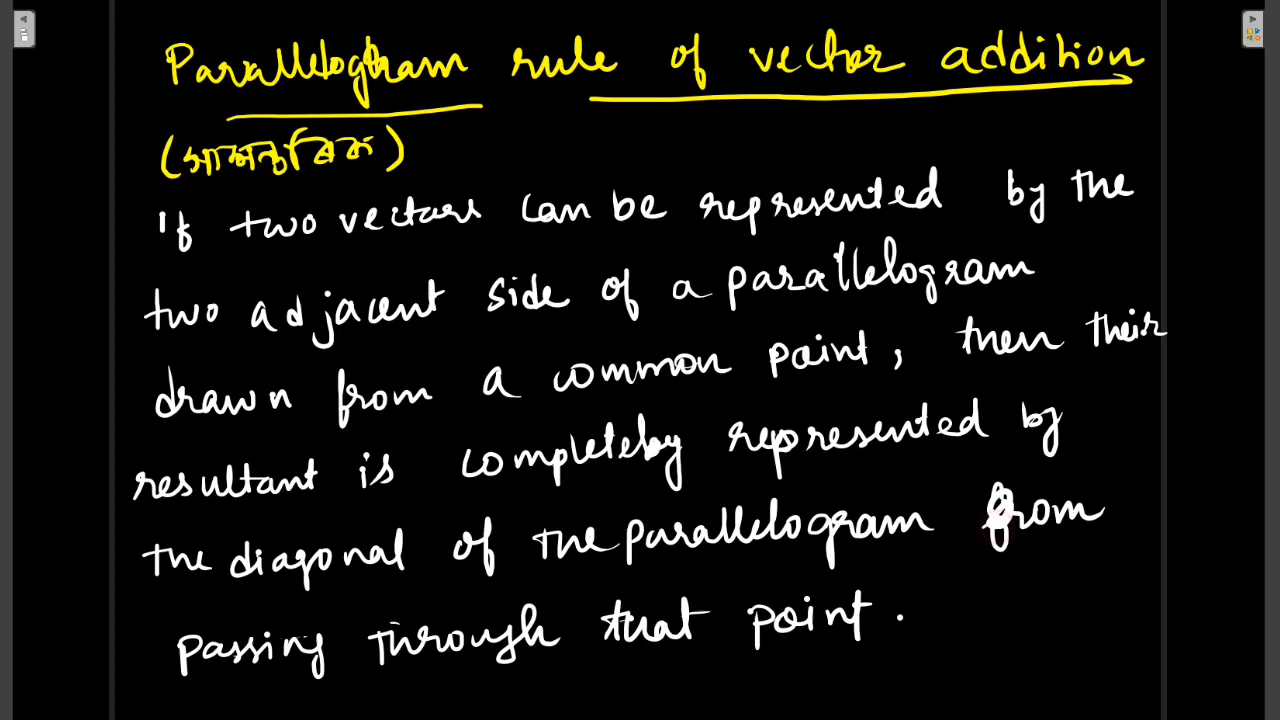 Parallelogram rule of vector addition
(সামান্তরিক)
If two vectors can be represented by the
two adjacent side of a parallelogram
drawn from a common point, then their
resultant is completely represented by
the diagonal of the parallelogram from
passing through that point.